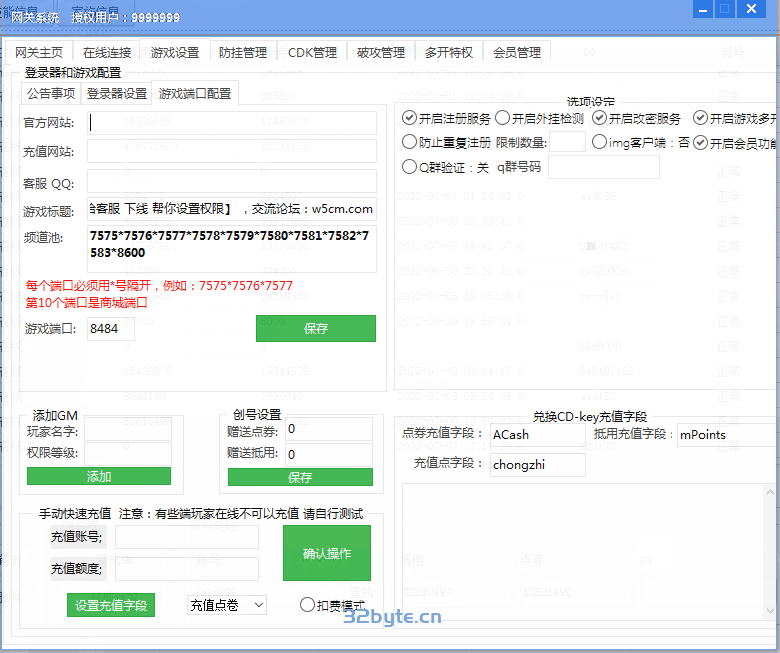 网关系统 授权用户：9999999
网关主页 在线连接 游戏设置 防挂管理 CDK管理 破攻管理 多开特权 会员管理
登录器和游戏配置
公告事项 登录器设置 游戏端口配置
官方网站:
充值网站:
客服 QQ:
游戏标题: 客服 下线 帮你设置权限】 ，交流论坛：w5cm.com
频道池: 7575*7576*7577*7578*7579*7580*7581*7582*7
583*8600
每个端口必须用*号隔开，例如：7575*7576*7577
第10个端口是商城端口
游戏端口: 8484 保存
选项设定
开启注册服务 开启外挂检测 开启改密服务 开启游戏多开
防止重复注册 限制数量: img客户端：否 开启会员功能
Q群验证：关 q群号码
添加GM
玩家名字:
权限等级:
添加
创号设置
赠送点券: 0
赠送抵用: 0
保存
兑换CD-key充值字段
点券充值字段： ACash 抵用充值字段： mPoints
充值点字段： chongzhi
手动快速充值 注意：有些端玩家在线不可以充值 请自行测试
充值账号;
充值额度;
确认操作
设置充值字段 充值点卷 扣费模式
32byte.cn